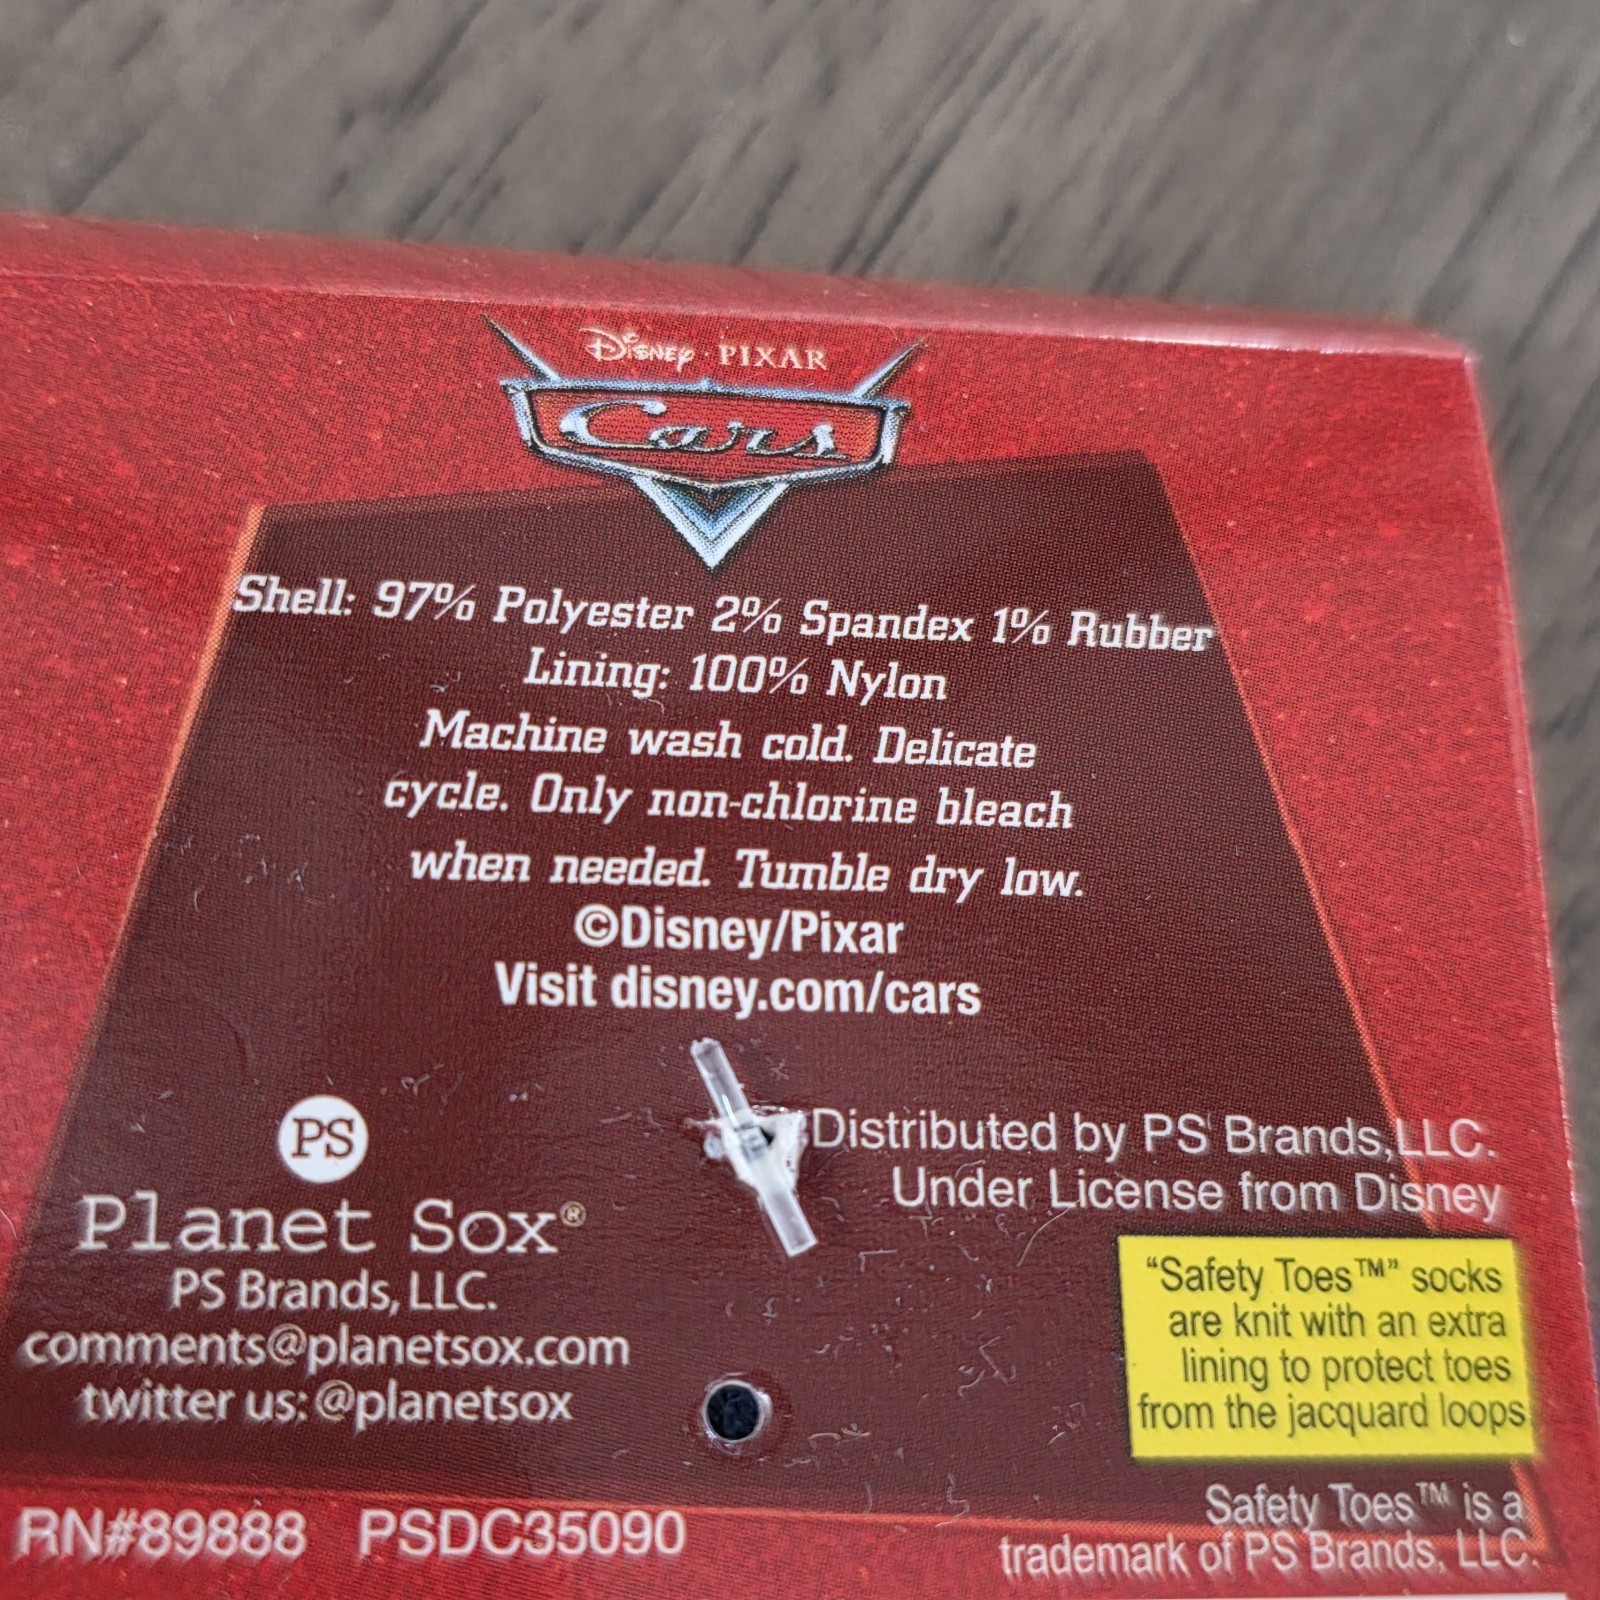 Disney · PIXAR
Cars
Shell: 97% Polyester 2% Spandex 1% Rubber
Lining: 100% Nylon
Machine wash cold. Delicate
cycle. Only non-chlorine bleach
when needed. Tumble dry low.
©Disney/Pixar
Visit disney.com/cars
PS
Planet Sox®
PS Brands, LLC.
comments@planetsox.com
twitter us: @planetsox
Distributed by PS Brands,LLC.
Under License from Disney
“Safety Toes™” socks
are knit with an extra
lining to protect toes
from the jacquard loops
Safety Toes™ is a
trademark of PS Brands, LLC.
RN#89888 PSDC35090